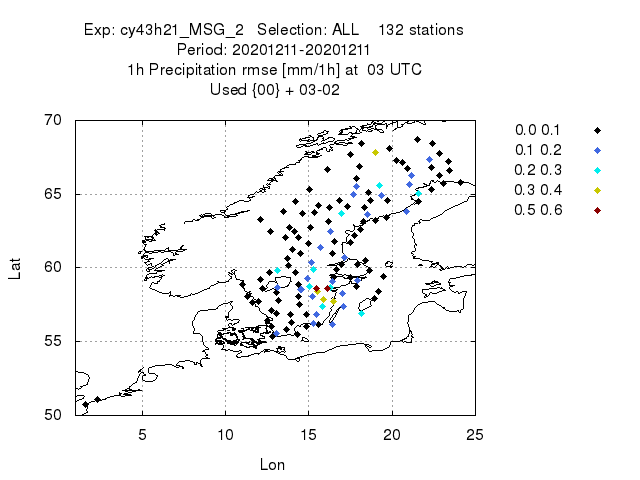 Exp: cy43h21_MSG_2 Selection: ALL 132 stations
Period: 20201211-20201211
1h Precipitation rmse [mm/1h] at 03 UTC
Used {00} + 03-02
70
65
60
55
50
Lat
5
10
15
20
25
Lon
0.0 0.1
0.1 0.2
0.2 0.3
0.3 0.4
0.5 0.6